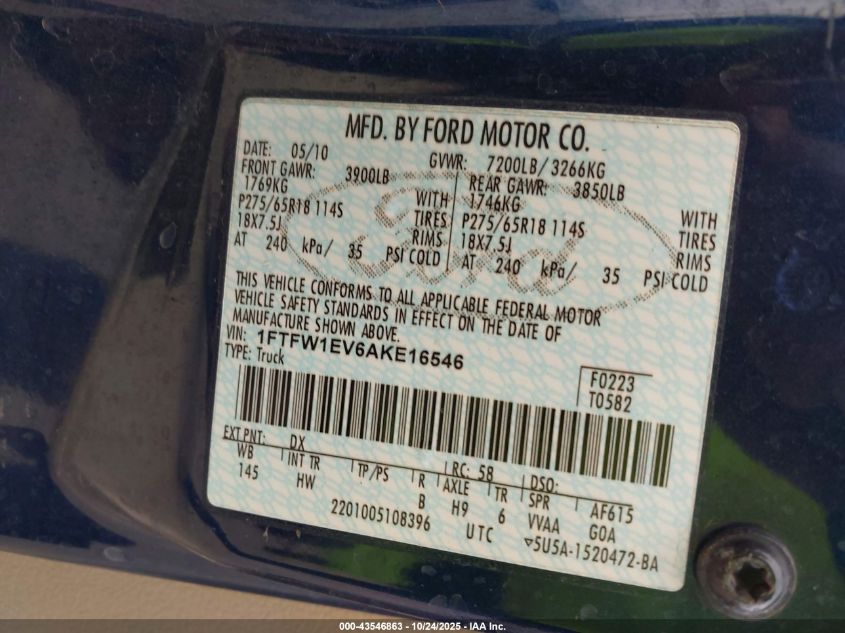 MFD. BY FORD MOTOR CO.
DATE: 05/10 GVWR: 7200LB/ 3266KG
FRONT GAWR: 3900LB REAR GAWR: 3850LB
1769KG WITH 1746KG WITH
P275/65R18 114S TIRES P275/65R18 114S TIRES
18X7.5J RIMS 18X7.5J RIMS
AT 240 kPa/ 35 PSI COLD AT 240 kPa/ 35 PSI COLD
Ford
THIS VEHICLE CONFORMS TO ALL APPLICABLE FEDERAL MOTOR
VEHICLE SAFETY STANDARDS IN EFFECT ON THE DATE OF
MANUFACTURE SHOWN ABOVE.
VIN: 1FTFW1EV6AKE16546
TYPE: Truck
F0223
T0582
EXT PNT: DX RC: 58 DSO:
WB INT TR TP/PS R AXLE TR SPR AF615
145 HW B H9 6 VVAA GOA
2201005108396 UTC ▽5U5A-1520472-BA
000-43546863 - 10/24/2025 - IAA Inc.